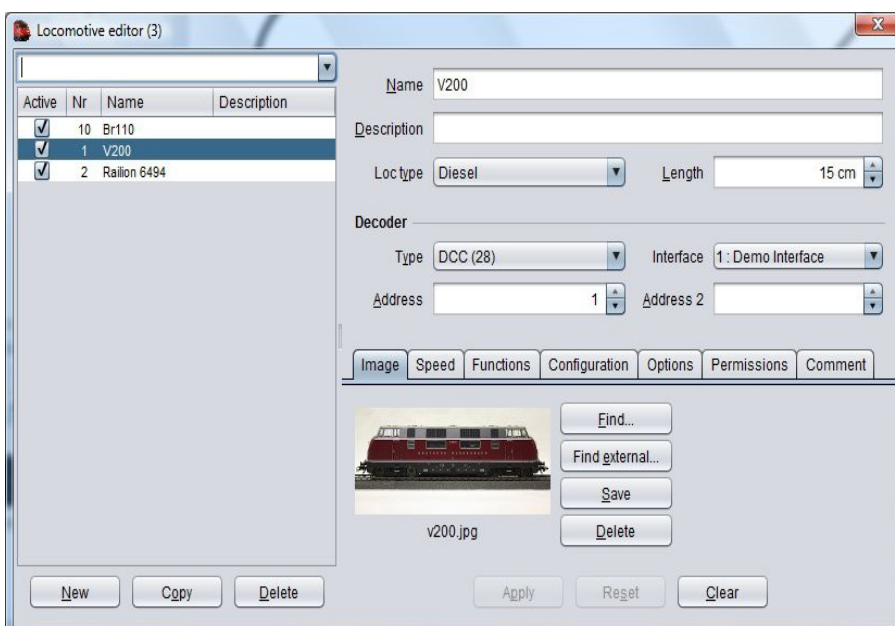 Locomotive editor (3)
X
Active Nr Name Description
10 Br110
1 V200
2 Railion 6494
New Copy Delete
Name V200
Description
Loc type Diesel Length 15 cm
Decoder
Type DCC (28) Interface 1 : Demo Interface
Address 1 Address 2
Image Speed Functions Configuration Options Permissions Comment
Find...
Find external...
Save
v200.jpg Delete
Apply Reset Clear